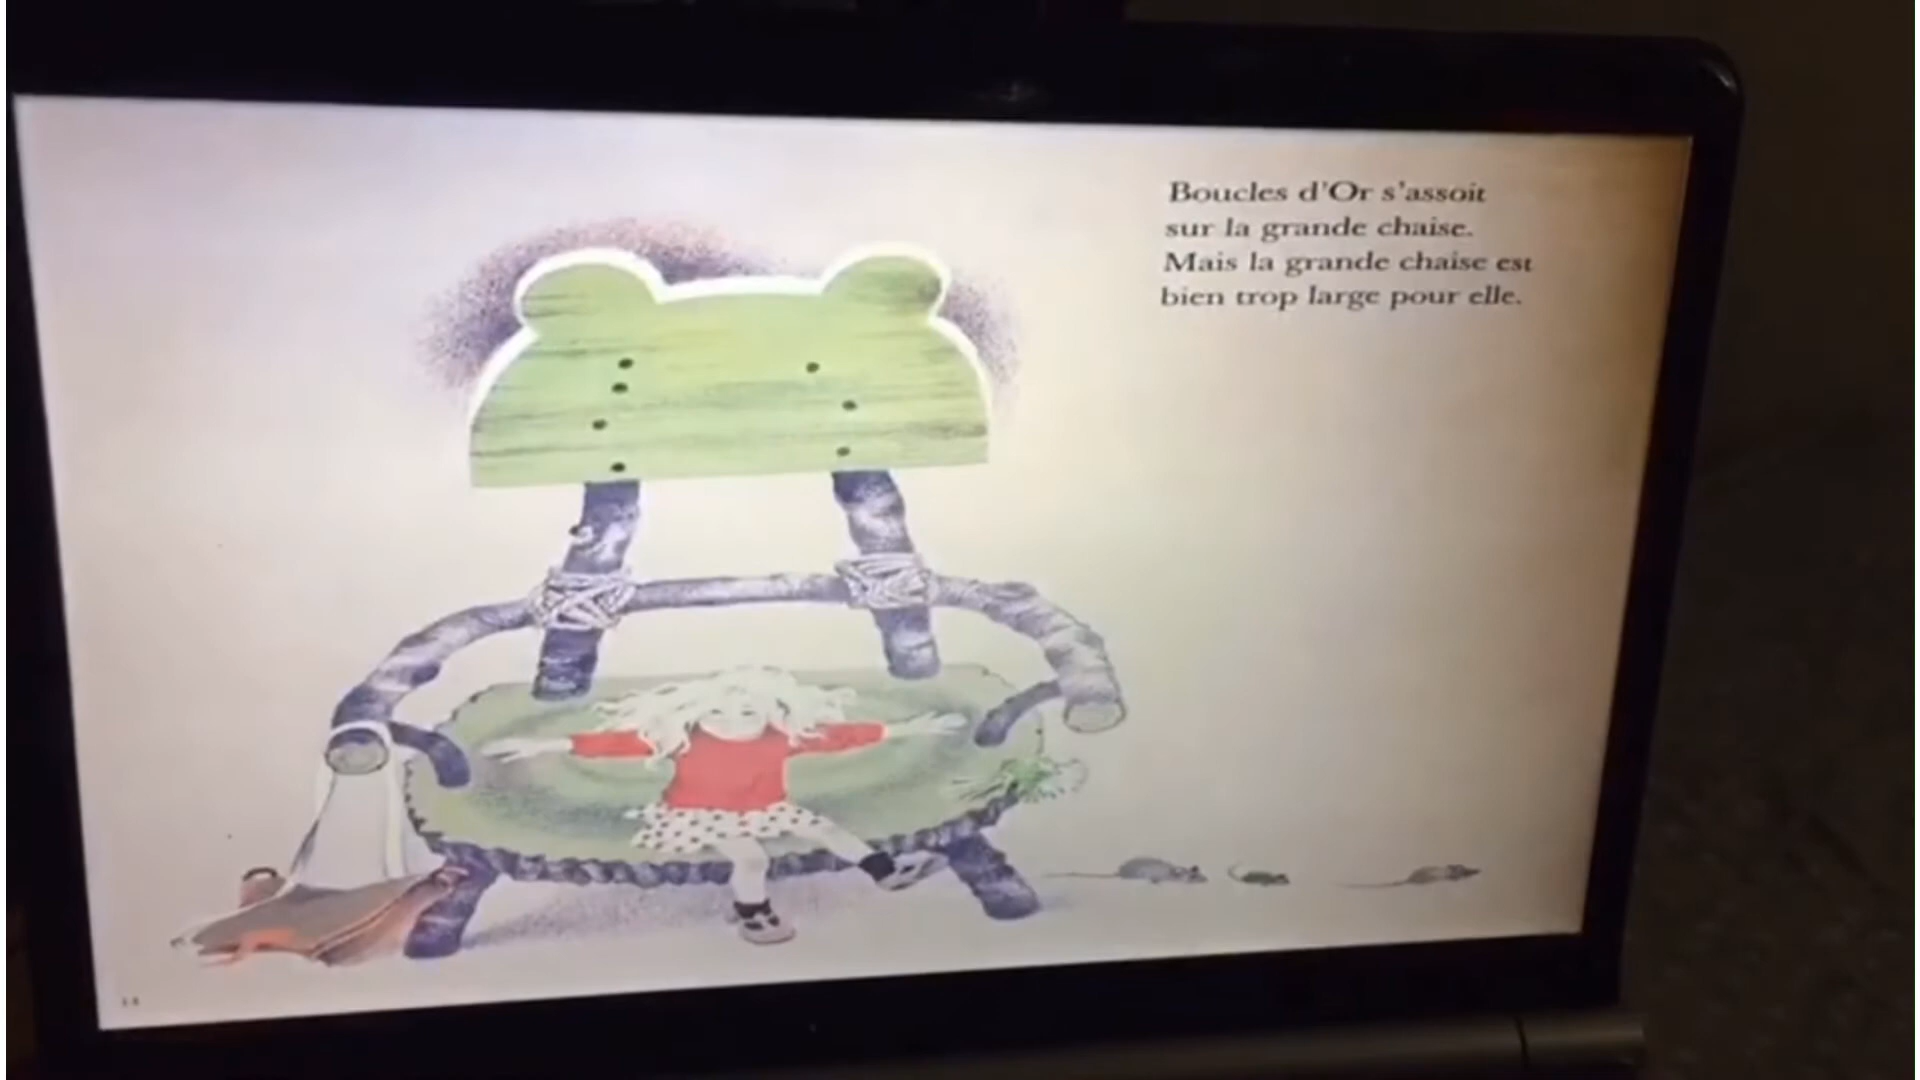 Boucles d'Or s'assoit
sur la grande chaise.
Mais la grande chaise est
bien trop large pour elle.